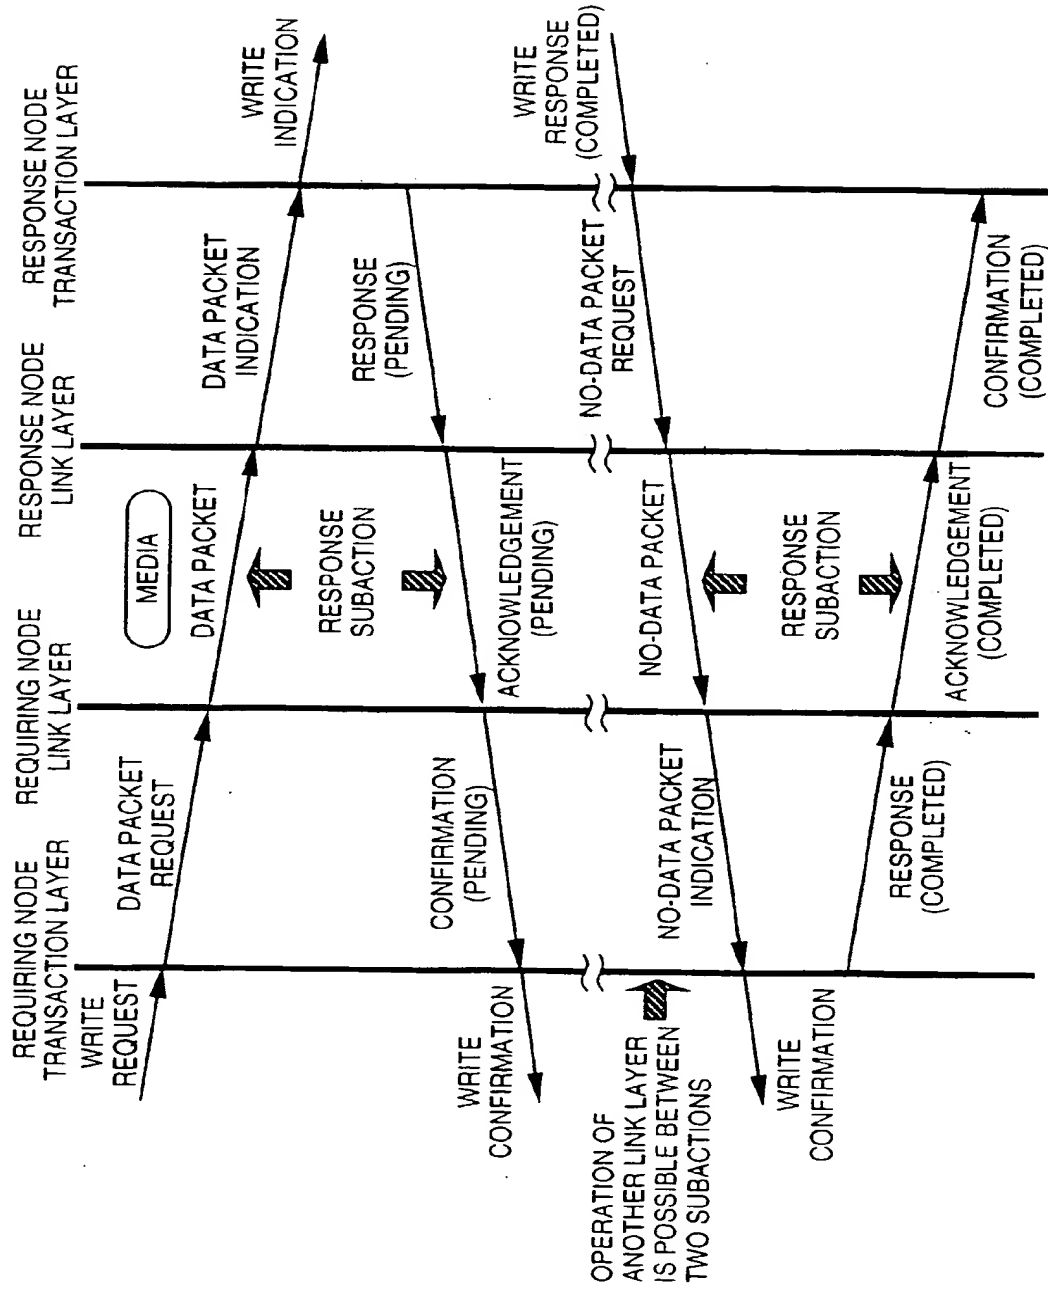 REQUIRING NODE
TRANSACTION LAYER
REQUIRING NODE
LINK LAYER
RESPONSE NODE
LINK LAYER
RESPONSE NODE
TRANSACTION LAYER
WRITE
REQUEST
DATA PACKET
REQUEST
MEDIA
DATA PACKET
DATA PACKET
INDICATION
WRITE
INDICATION
RESPONSE
SUBACTION
RESPONSE
(PENDING)
ACKNOWLEDGEMENT
(PENDING)
CONFIRMATION
(PENDING)
WRITE
CONFIRMATION
OPERATION OF
ANOTHER LINK LAYER
IS POSSIBLE BETWEEN
TWO SUBACTIONS
WRITE
RESPONSE
(COMPLETED)
NO-DATA PACKET
REQUEST
NO-DATA PACKET
NO-DATA PACKET
INDICATION
WRITE
CONFIRMATION
RESPONSE
SUBACTION
RESPONSE
(COMPLETED)
ACKNOWLEDGEMENT
(COMPLETED)
CONFIRMATION
(COMPLETED)